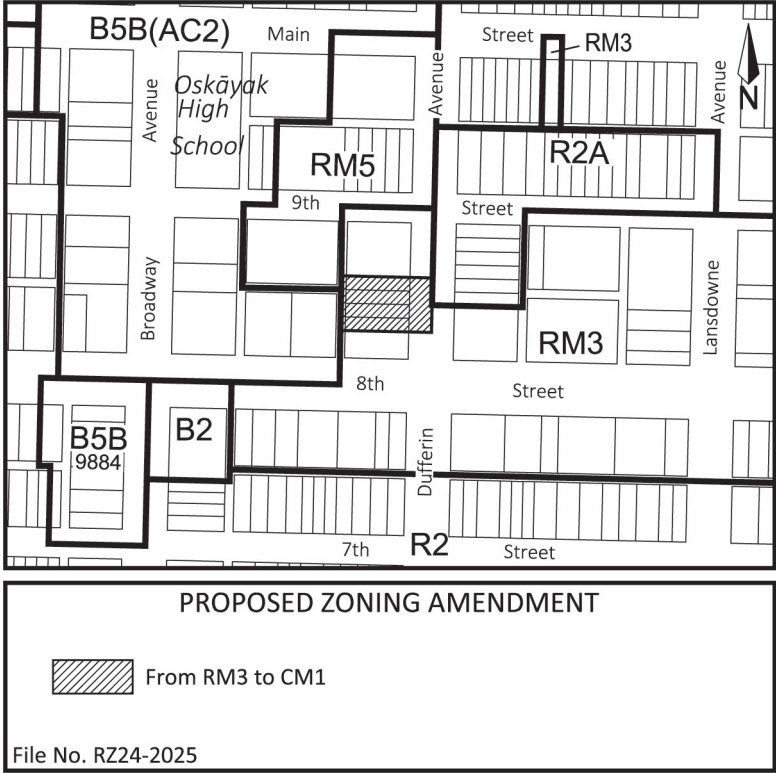 B5B(AC2)
Main
Street
RM3
Avenue
Oskāyak
High
School
Avenue
Avenue
N
RM5
R2A
9th
Street
Broadway
Lansdowne
RM3
8th
Street
B5B
.9884
B2
Dufferin
7th
R2
Street
PROPOSED ZONING AMENDMENT
From RM3 to CM1
File No. RZ24-2025